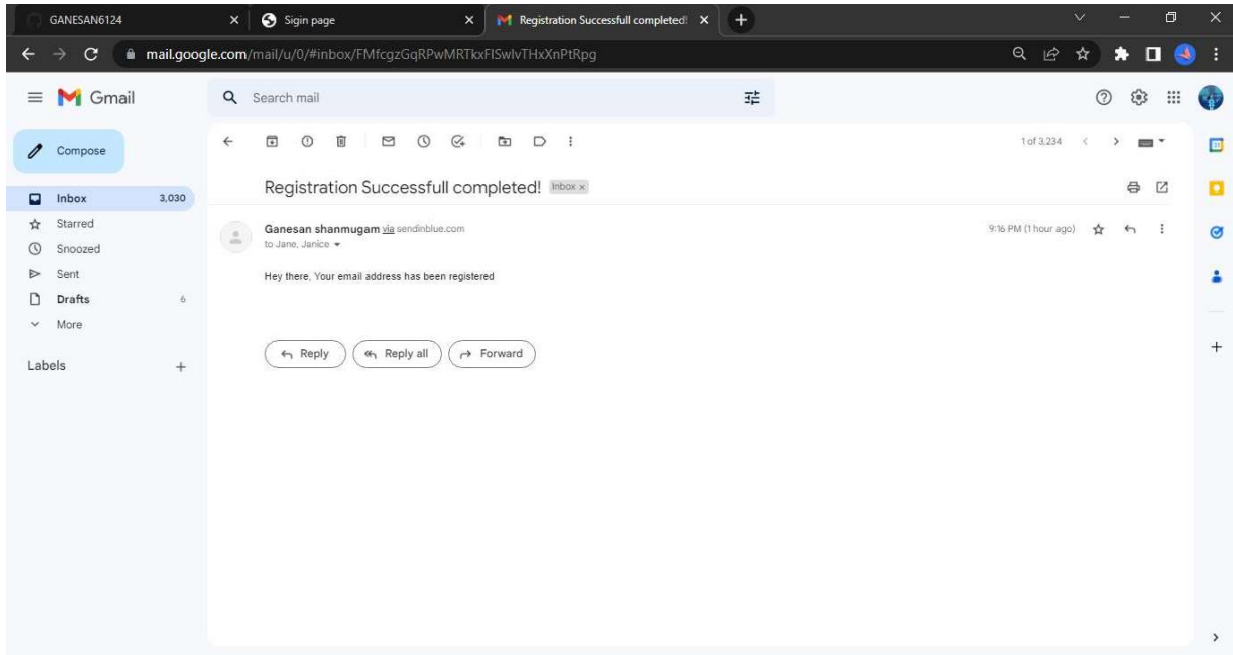 GANESAN6124
Sigin page
Registration Successfull completed!
mail.google.com/mail/u/0/#inbox/FMfcgzGqRPwMRTkxFlSwlvTHxXnPtRpg
Gmail
Search mail
Compose
1 of 3,234
Registration Successfull completed! Inbox x
Inbox 3,030
Starred
Ganesan shanmugam via sendinblue.com
9:16 PM (1 hour ago)
to Jane, Janice
Snoozed
Sent
Hey there, Your email address has been registered
Drafts 6
More
Reply
Reply all
Forward
Labels